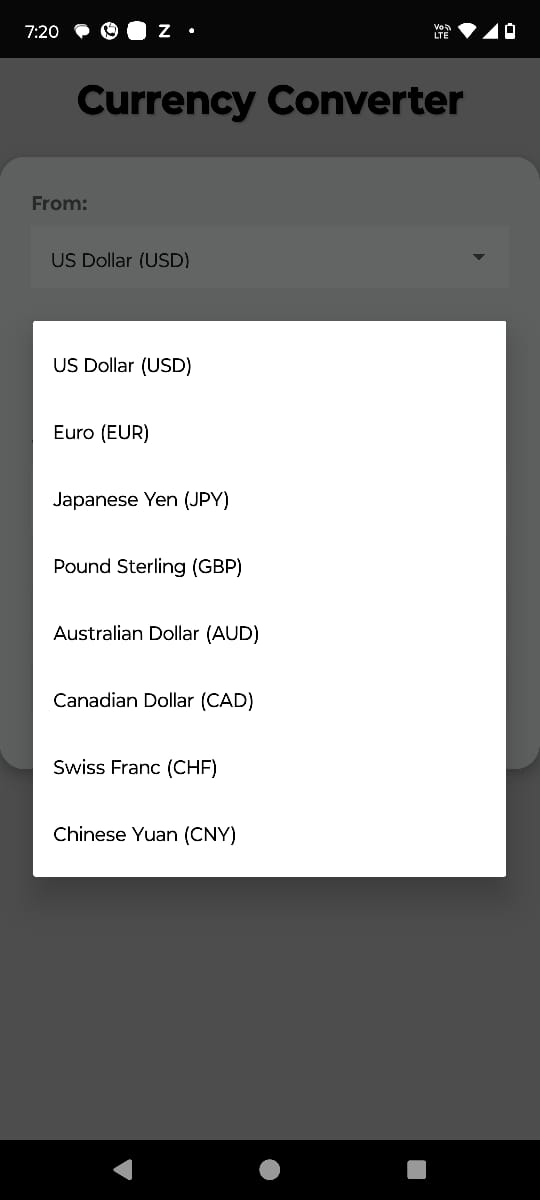 7:20 Z
Vo LTE
Currency Converter
From:
US Dollar (USD)
US Dollar (USD)
Euro (EUR)
Japanese Yen (JPY)
Pound Sterling (GBP)
Australian Dollar (AUD)
Canadian Dollar (CAD)
Swiss Franc (CHF)
Chinese Yuan (CNY)